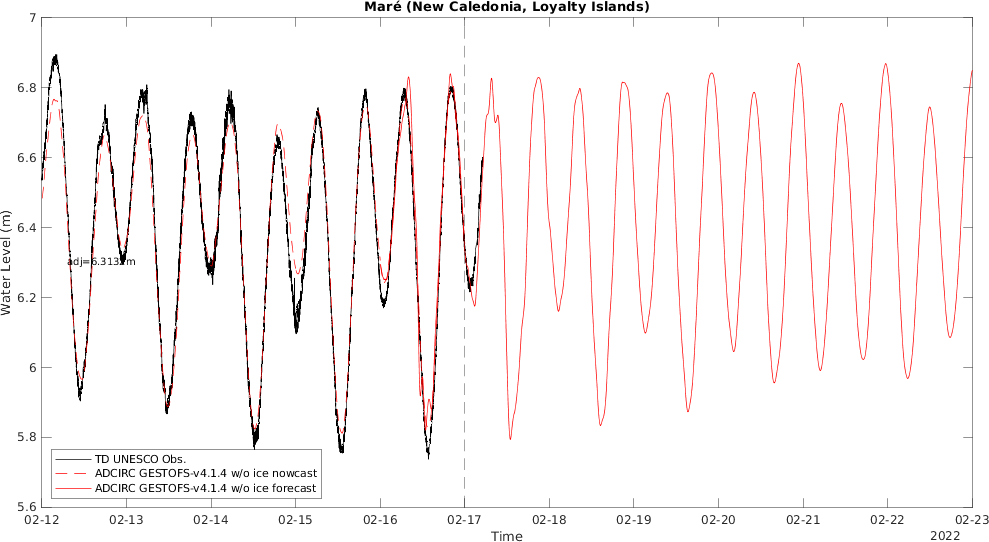 Maré (New Caledonia, Loyalty Islands)
7
6.8
6.6
6.4
6.2
6
5.8
5.6
Water Level (m)
adj=6.3132m
TD UNESCO Obs.
ADCIRC GESTOFS-v4.1.4 w/o ice nowcast
ADCIRC GESTOFS-v4.1.4 w/o ice forecast
02-12 02-13 02-14 02-15 02-16 02-17 02-18 02-19 02-20 02-21 02-22 02-23
Time
2022